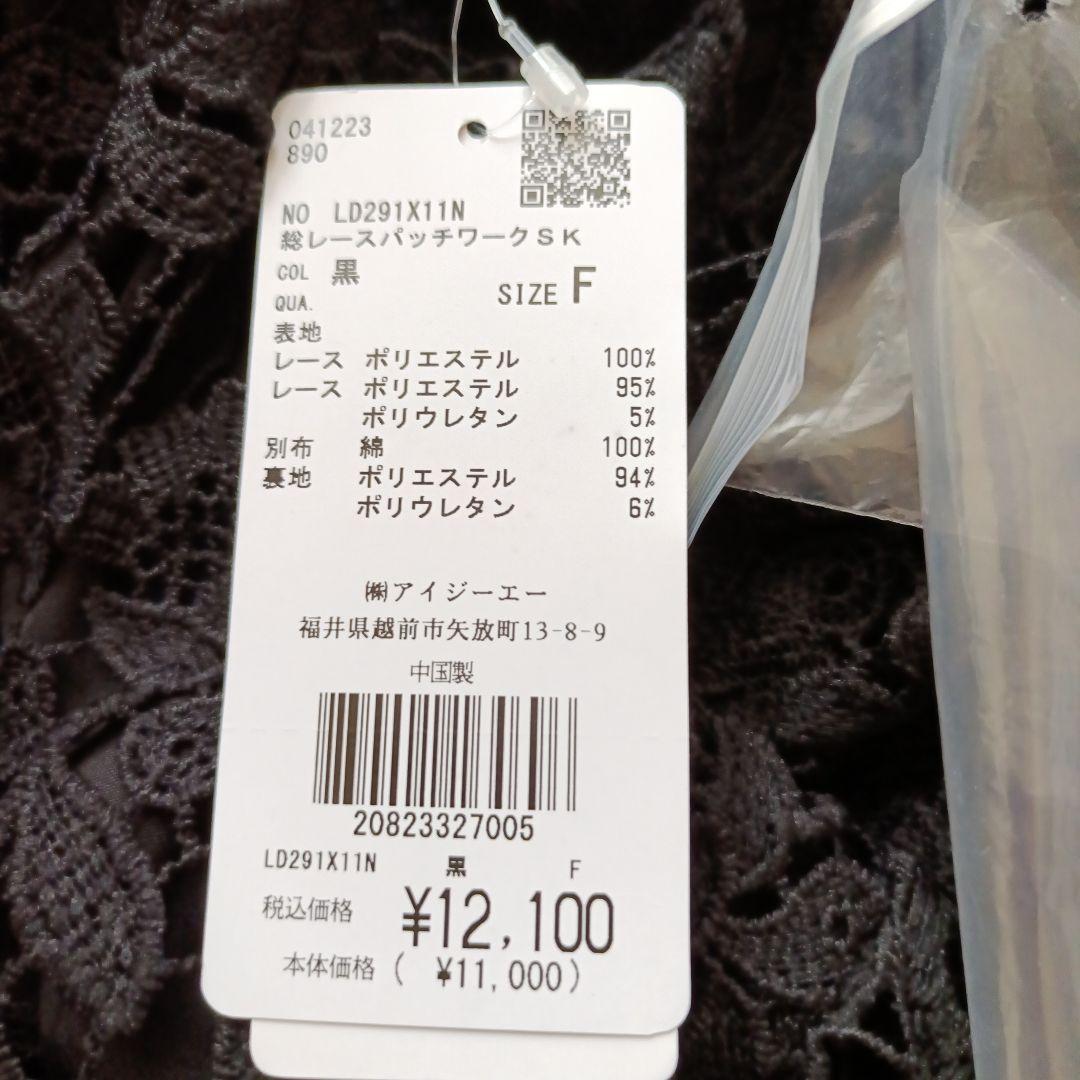 041223
890
NO LD291X11N
総レースパッチワークSK
COL 黒
QUA. SIZE F
表地
レース ポリエステル 100%
レース ポリエステル 95%
ポリウレタン 5%
別布 綿 100%
裏地 ポリエステル 94%
ポリウレタン 6%
㈱アイジーエー
福井県越前市矢放町13-8-9
中国製
20823327005
LD291X11N 黒 F
税込価格 ¥12,100
本体価格( ¥11,000)